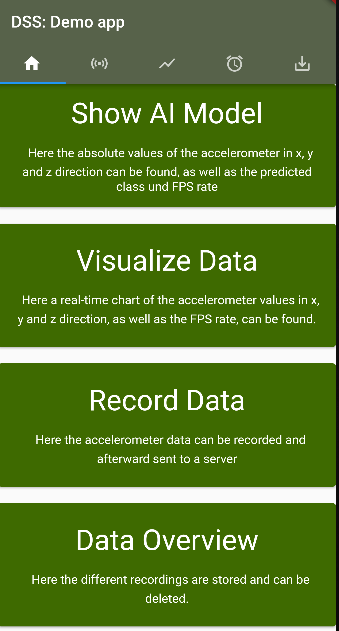 DSS: Demo app
Show AI Model
Here the absolute values of the accelerometer in x, y
and z direction can be found, as well as the predicted
class und FPS rate
Visualize Data
Here a real-time chart of the accelerometer values in x,
y and z direction, as well as the FPS rate, can be found.
Record Data
Here the accelerometer data can be recorded and
afterward sent to a server
Data Overview
Here the different recordings are stored and can be
deleted.